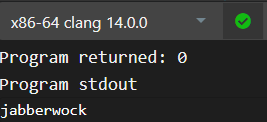 x86-64 clang 14.0.0
Program returned: 0
Program stdout
jabberwock